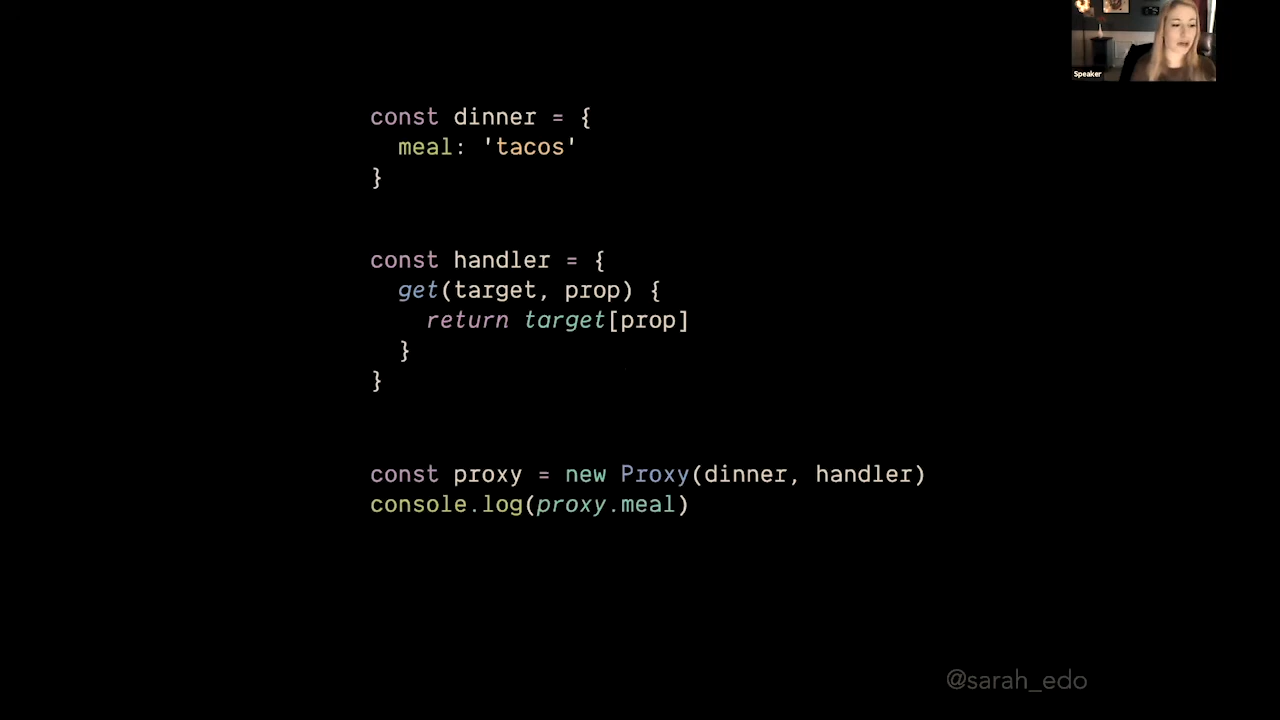 Speaker
const dinner = {
  meal: 'tacos'
}
const handler = {
  get(target, prop) {
    return target[prop]
  }
}
const proxy = new Proxy(dinner, handler)
console.log(proxy.meal)
@sarah_edo